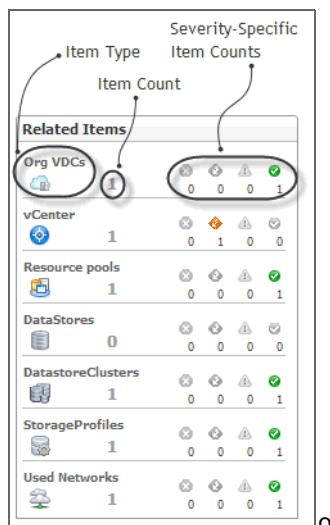 Severity-Specific
Item Type Item Counts
Item Count
Related Items
Org VDCs
1 0 0 0 1
vCenter
1 0 1 0 0
Resource pools
1 0 0 0 1
DataStores
0 0 0 0 0
DatastoreClusters
1 0 0 0 1
StorageProfiles
1 0 0 0 1
Used Networks
1 0 0 0 1